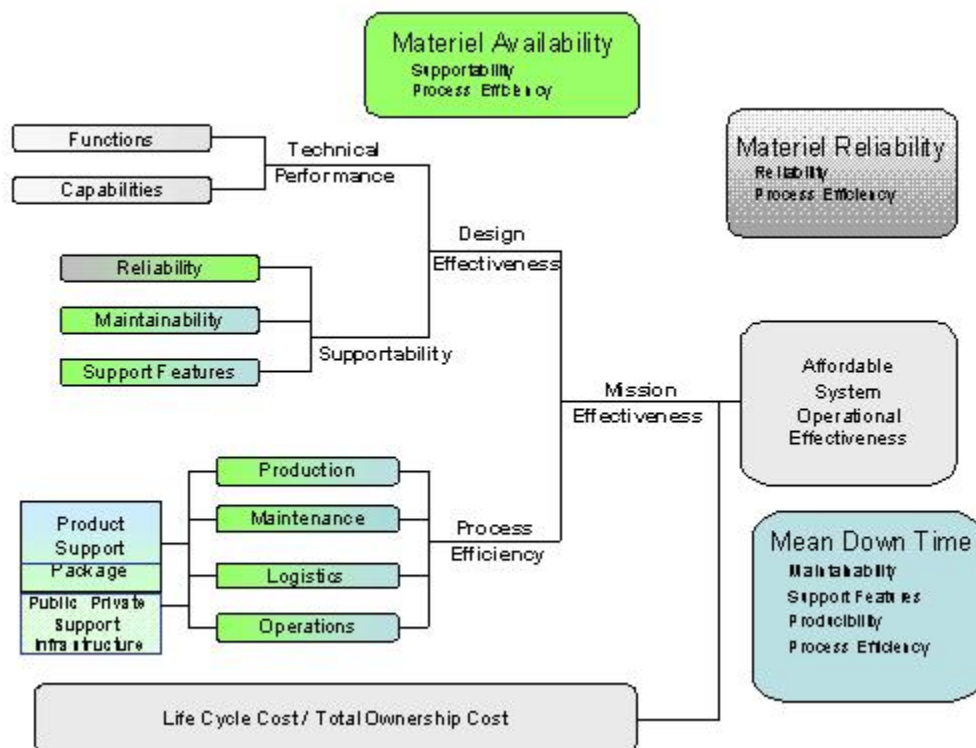 Materiel Availability
Supportability
Process Efficiency
Functions
Capabilities
Technical
Performance
Materiel Reliability
Reliability
Process Efficiency
Design
Effectiveness
Reliability
Maintainability
Support Features
Supportability
Mission
Effectiveness
Affordable
System
Operational
Effectiveness
Production
Maintenance
Logistics
Operations
Process
Efficiency
Product
Support
Package
Public Private
Support
Infrastructure
Mean Down Time
Maintainability
Support Features
Producibility
Process Efficiency
Life Cycle Cost / Total Ownership Cost